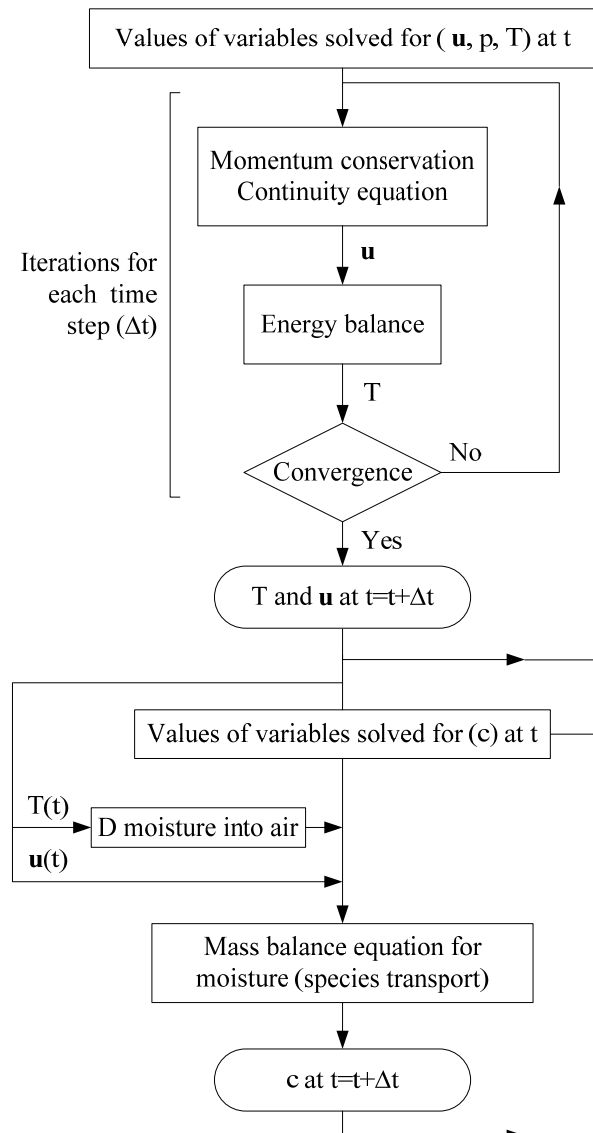 Values of variables solved for ( u, p, T) at t
Momentum conservation
Continuity equation
Iterations for
each time
step (Δt)
u
Energy balance
T
Convergence
No
Yes
T and u at t=t+Δt
Values of variables solved for (c) at t
T(t)
D moisture into air
u(t)
Mass balance equation for
moisture (species transport)
c at t=t+Δt